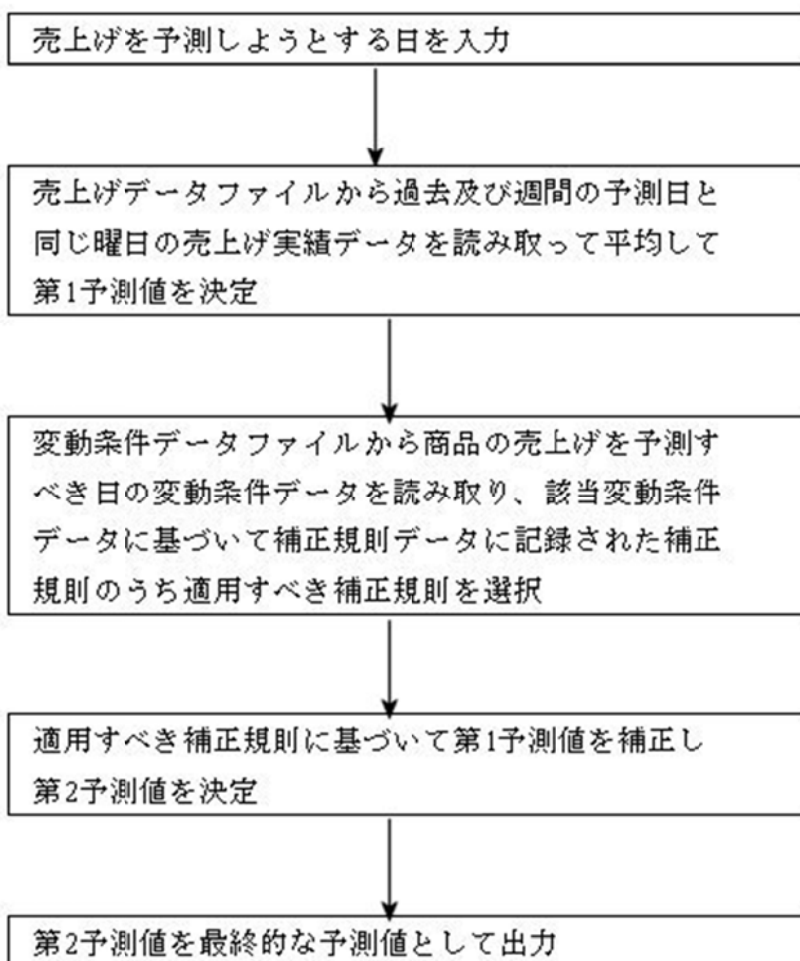 売上げを予測しようとする日を入力
売上げデータファイルから過去及び週間の予測日と
同じ曜日の売上げ実績データを読み取って平均して
第1予測値を決定
変動条件データファイルから商品の売上げを予測す
べき日の変動条件データを読み取り、該当変動条件
データに基づいて補正規則データに記録された補正
規則のうち適用すべき補正規則を選択
適用すべき補正規則に基づいて第1予測値を補正し
第2予測値を決定
第2予測値を最終的な予測値として出力